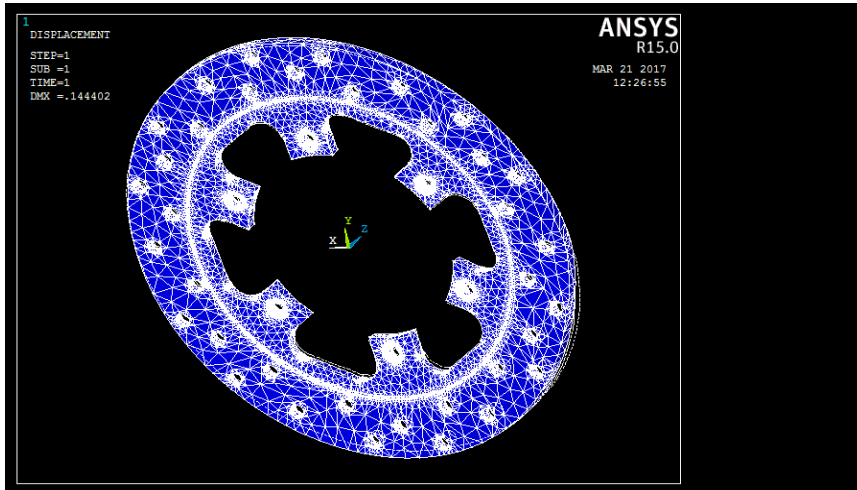 1
DISPLACEMENT
STEP=1
SUB =1
TIME=1
DMX =.144402
ANSYS
R15.0
MAR 21 2017
12:26:55
Y
Z
X